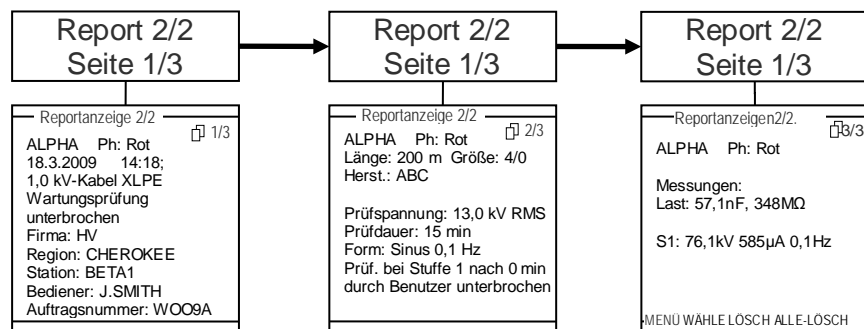 Report 2/2
Seite 1/3
Report 2/2
Seite 1/3
Report 2/2
Seite 1/3
Reportanzeige 2/2
1/3
ALPHA Ph: Rot
18.3.2009 14:18;
1,0 kV-Kabel XLPE
Wartungsprüfung
unterbrochen
Firma: HV
Region: CHEROKEE
Station: BETA1
Bediener: J.SMITH
Auftragsnummer: WOO9A
Reportanzeige 2/2
2/3
ALPHA Ph: Rot
Länge: 200 m Größe: 4/0
Herst.: ABC
Prüfspannung: 13,0 kV RMS
Prüfdauer: 15 min
Form: Sinus 0,1 Hz
Prüf. bei Stuffe 1 nach 0 min
durch Benutzer unterbrochen
Reportanzeigen2/2.
3/3
ALPHA Ph: Rot
Messungen:
Last: 57,1nF, 348MΩ
S1: 76,1kV 585µA 0,1Hz
MENÜ WÄHLE LÖSCH ALLE-LÖSCH